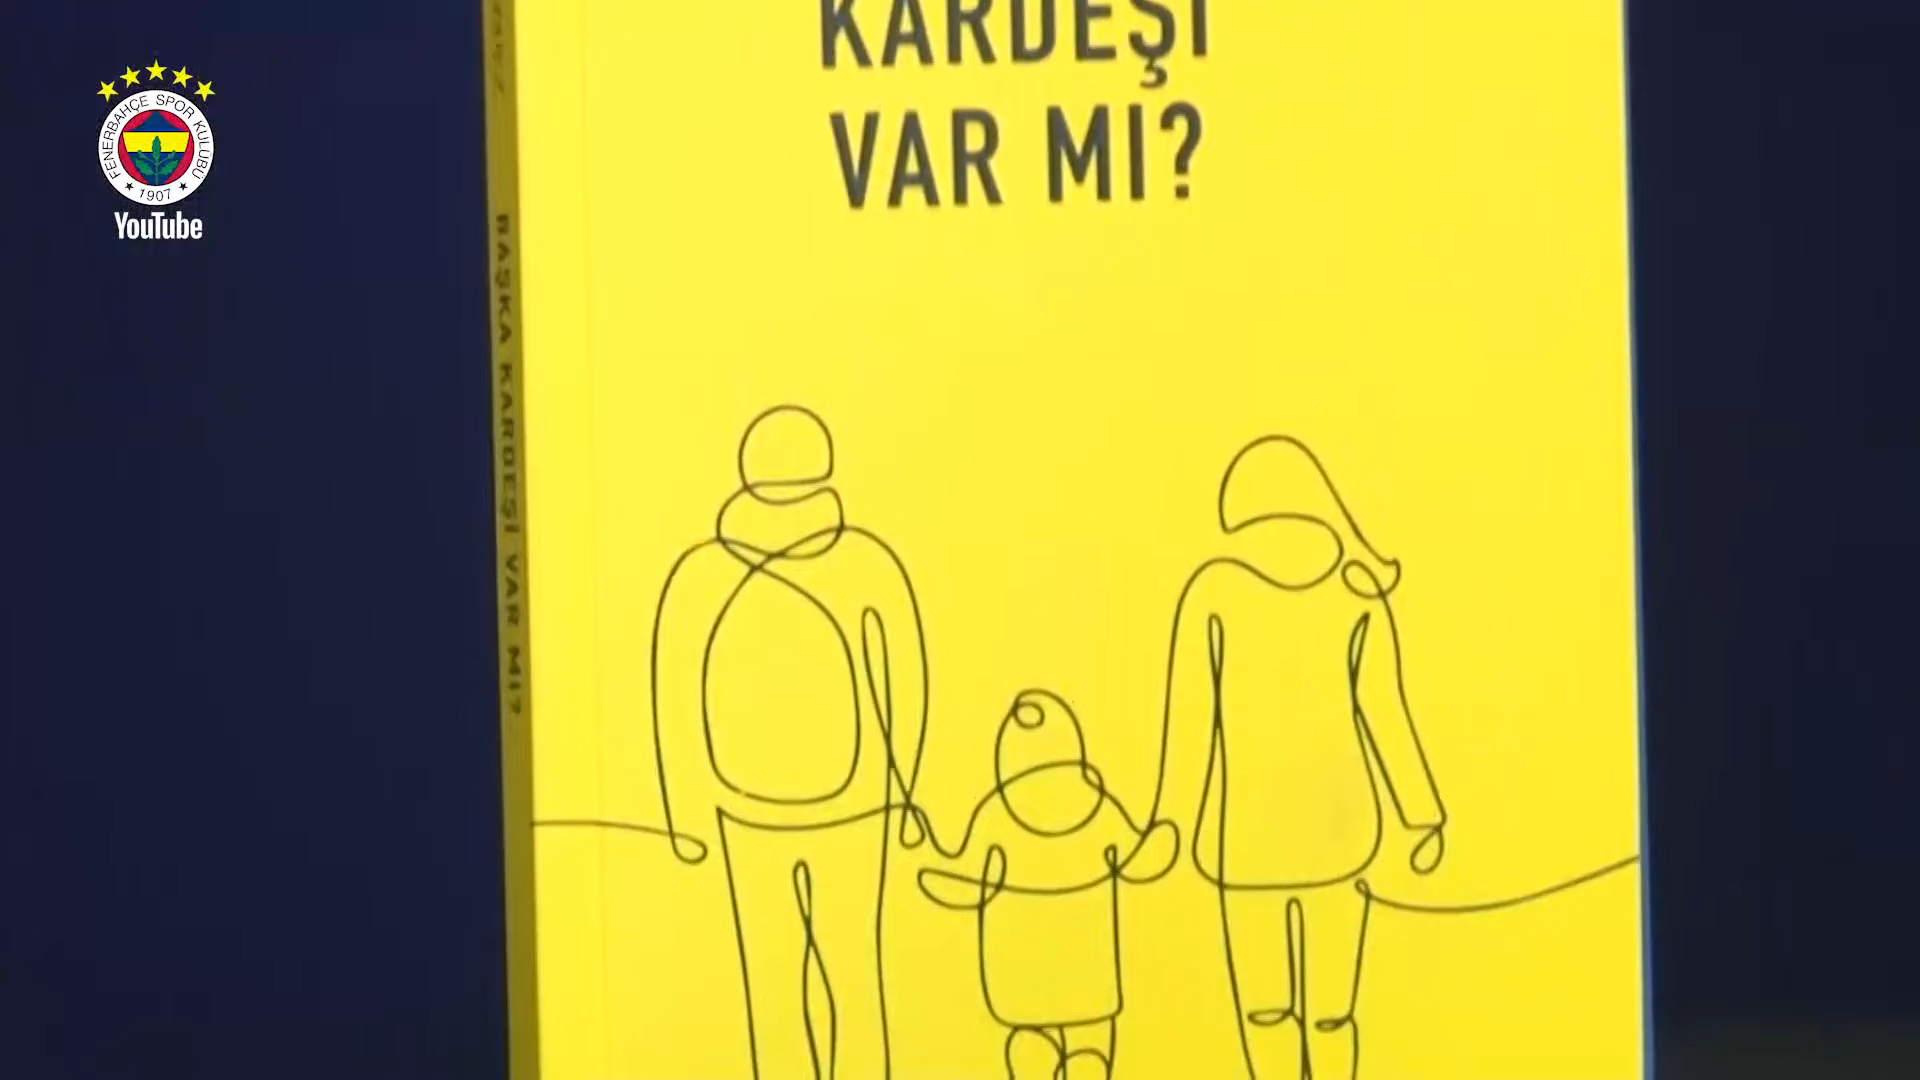 KARDEŞİ
VAR MI?
BAŞKA KARDEŞİ VAR MI?
FENERBAHÇE SPOR KULÜBÜ
1907
YouTube